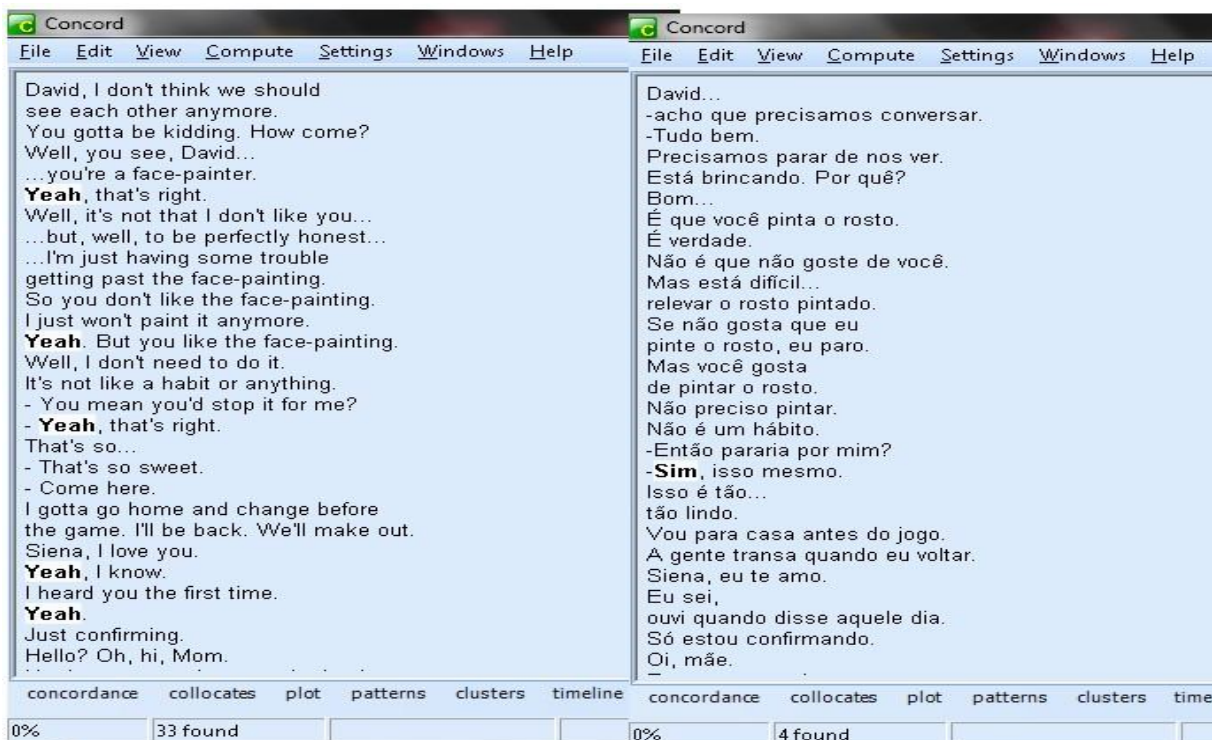 Concord
File Edit View Compute Settings Windows Help
David, I don't think we should
see each other anymore.
You gotta be kidding. How come?
Well, you see, David...
...you're a face-painter.
Yeah, that's right.
Well, it's not that I don't like you...
...but, well, to be perfectly honest...
...I'm just having some trouble
getting past the face-painting.
So you don't like the face-painting.
I just won't paint it anymore.
Yeah. But you like the face-painting.
Well, I don't need to do it.
It's not like a habit or anything.
- You mean you'd stop it for me?
- Yeah, that's right.
That's so...
- That's so sweet.
- Come here.
I gotta go home and change before
the game. I'll be back. We'll make out.
Siena, I love you.
Yeah, I know.
I heard you the first time.
Yeah.
Just confirming.
Hello? Oh, hi, Mom.
concordance collocates plot patterns clusters timeline
0% 33 found
Concord
File Edit View Compute Settings Windows Help
David...
-acho que precisamos conversar.
-Tudo bem.
Precisamos parar de nos ver.
Está brincando. Por quê?
Bom...
É que você pinta o rosto.
É verdade.
Não é que não goste de você.
Mas está difícil...
relevar o rosto pintado.
Se não gosta que eu
pinte o rosto, eu paro.
Mas você gosta
de pintar o rosto.
Não preciso pintar.
Não é um hábito.
-Então pararia por mim?
-Sim, isso mesmo.
Isso é tão...
tão lindo.
Vou para casa antes do jogo.
A gente transa quando eu voltar.
Siena, eu te amo.
Eu sei,
ouvi quando disse aquele dia.
Só estou confirmando.
Oi, mãe.
concordance collocates plot patterns clusters time
0% 4 found